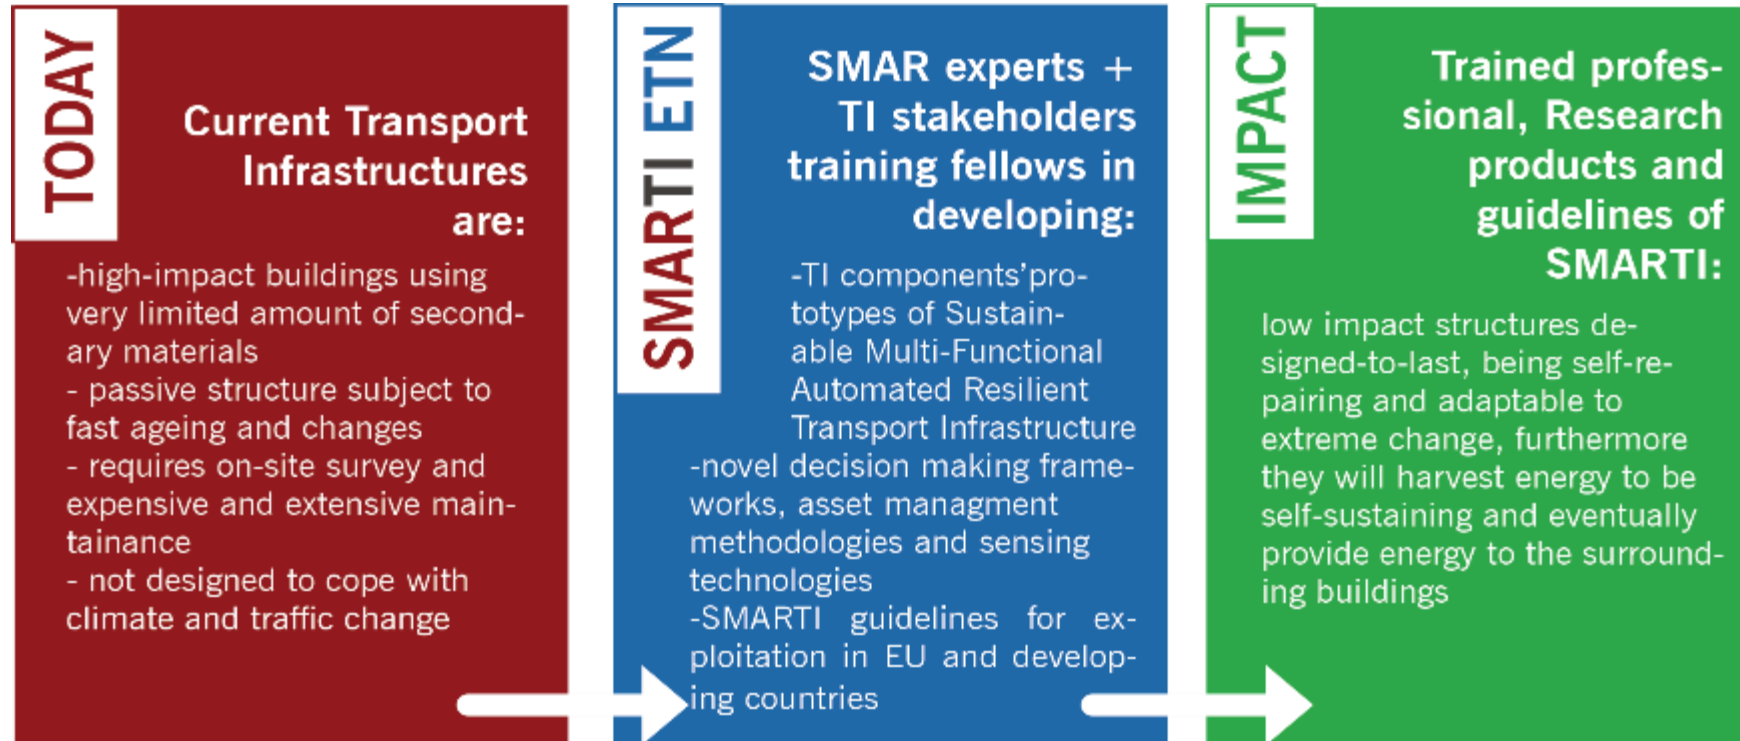 TODAY
Current Transport
Infrastructures
are:
-high-impact buildings using
very limited amount of second-
ary materials
- passive structure subject to
fast ageing and changes
- requires on-site survey and
expensive and extensive main-
tainance
- not designed to cope with
climate and traffic change
SMARTI ETN
SMAR experts +
TI stakeholders
training fellows in
developing:
-TI components'pro-
totypes of Sustain-
able Multi-Functional
Automated Resilient
Transport Infrastructure
-novel decision making frame-
works, asset managment
methodologies and sensing
technologies
-SMARTI guidelines for ex-
ploitation in EU and develop-
ing countries
IMPACT
Trained profes-
sional, Research
products and
guidelines of
SMARTI:
low impact structures de-
signed-to-last, being self-re-
pairing and adaptable to
extreme change, furthermore
they will harvest energy to be
self-sustaining and eventually
provide energy to the surround-
ing buildings